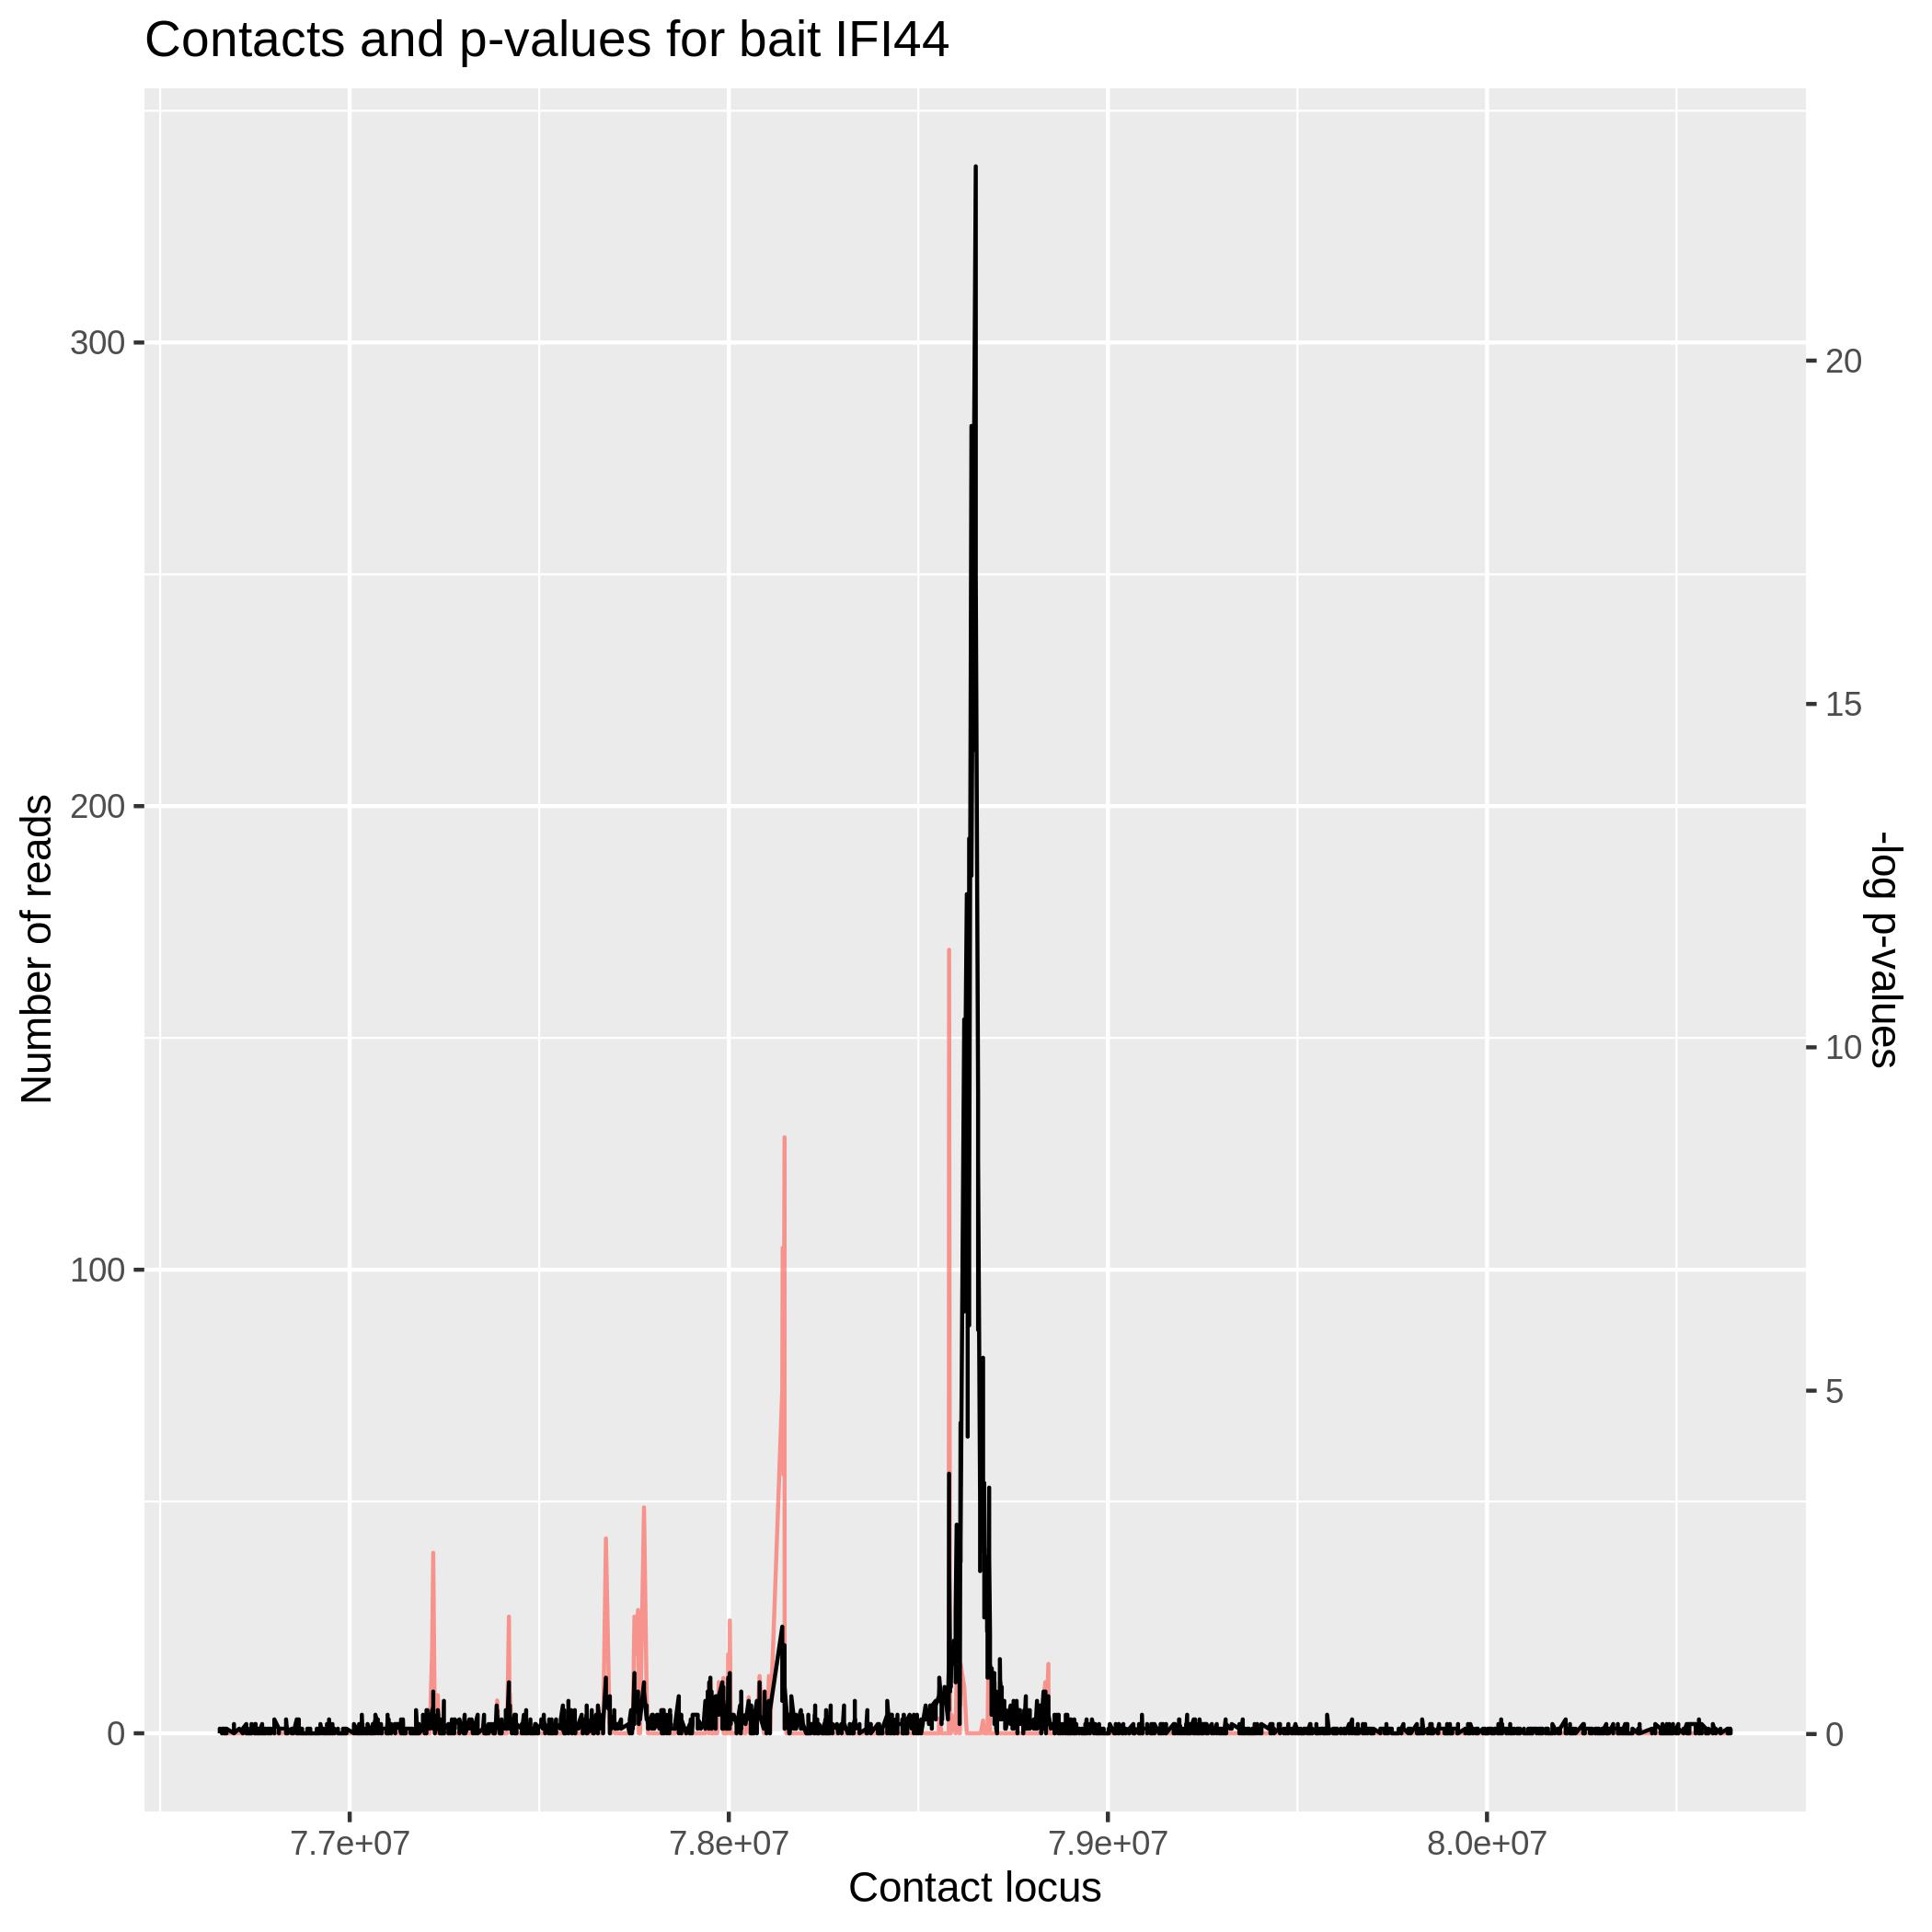 Contacts and p-values for bait IFI44
300
200
100
0
Number of reads
20
15
10
5
0
-log p-values
7.7e+07 7.8e+07 7.9e+07 8.0e+07
Contact locus